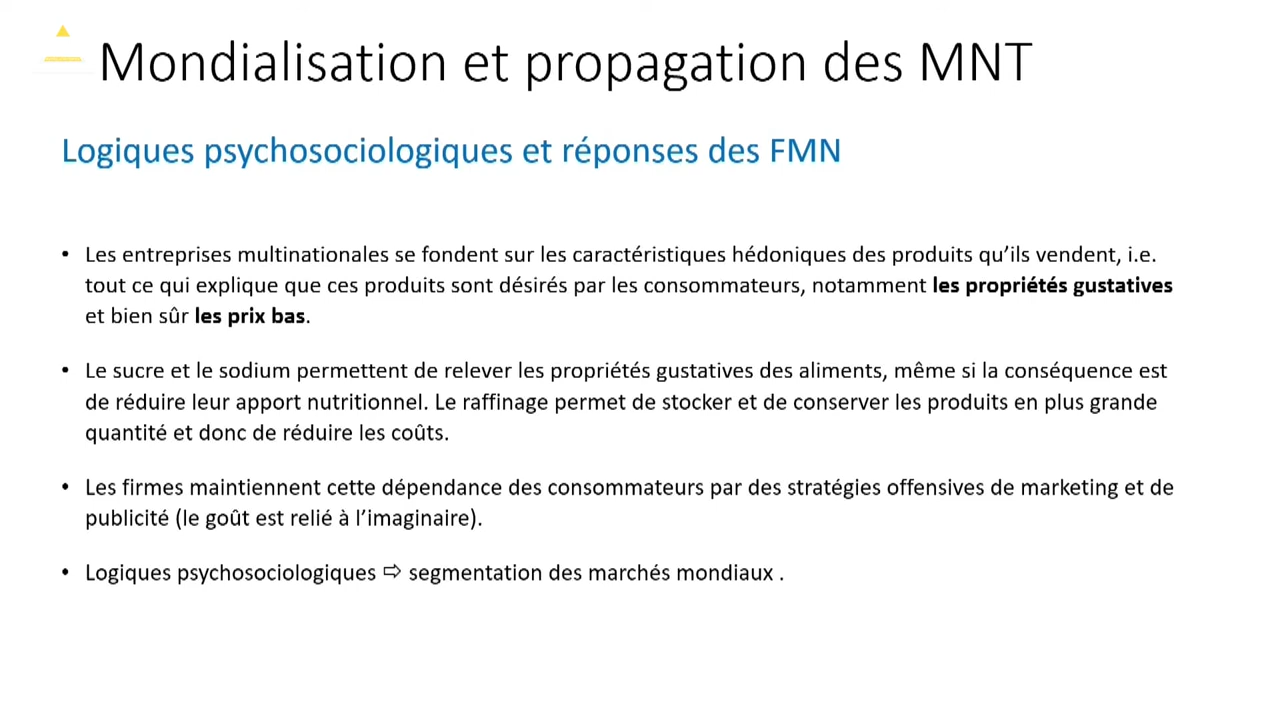 Mondialisation et propagation des MNT
Logiques psychosociologiques et réponses des FMN
• Les entreprises multinationales se fondent sur les caractéristiques hédoniques des produits qu'ils vendent, i.e.
tout ce qui explique que ces produits sont désirés par les consommateurs, notamment les propriétés gustatives
et bien sûr les prix bas.
• Le sucre et le sodium permettent de relever les propriétés gustatives des aliments, même si la conséquence est
de réduire leur apport nutritionnel. Le raffinage permet de stocker et de conserver les produits en plus grande
quantité et donc de réduire les coûts.
• Les firmes maintiennent cette dépendance des consommateurs par des stratégies offensives de marketing et de
publicité (le goût est relié à l'imaginaire).
• Logiques psychosociologiques ⇨ segmentation des marchés mondiaux .